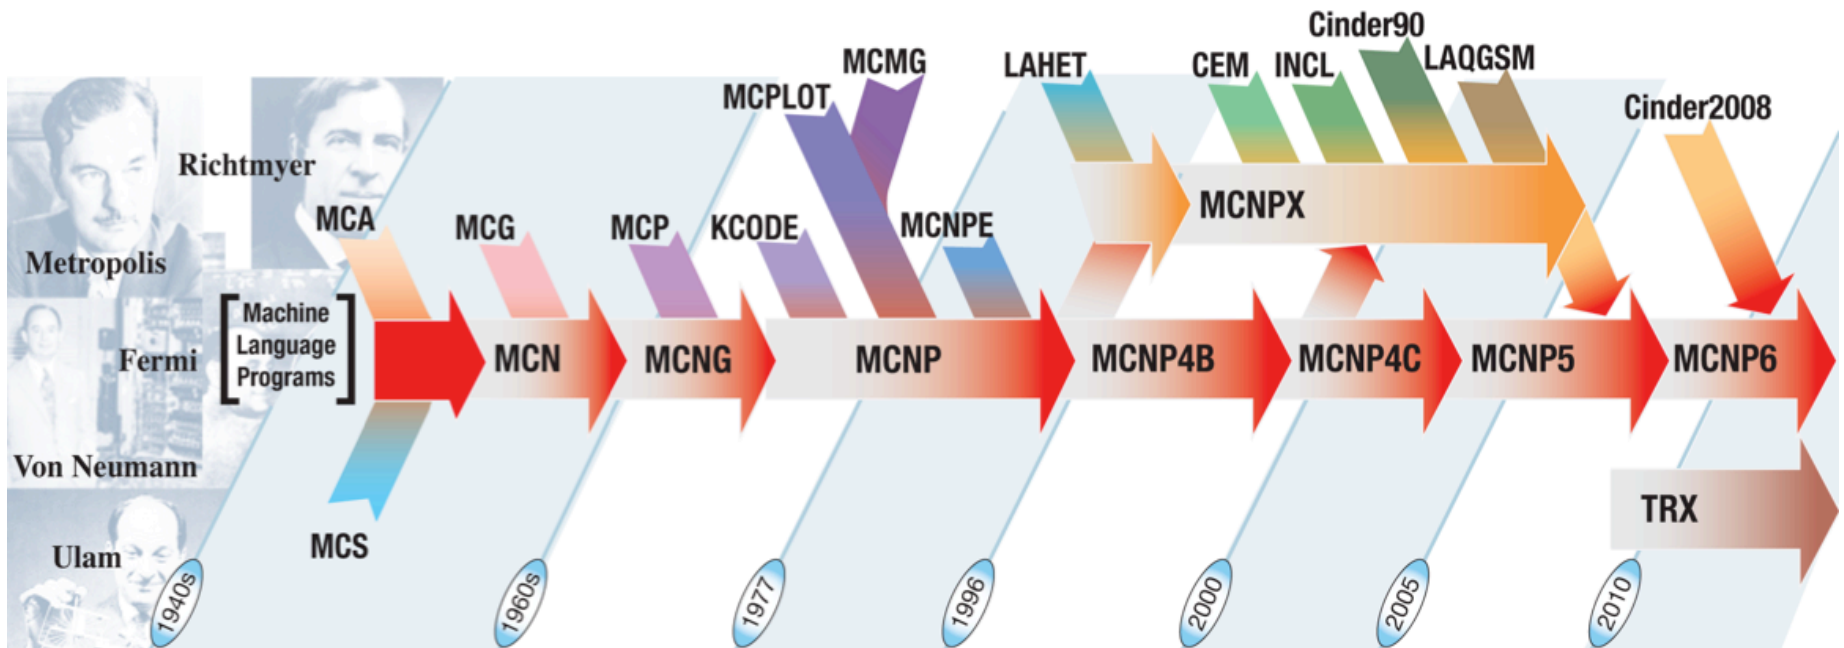 Cinder90
MCMG
LAHET
CEM
INCL
LAQGSM
MCPLOT
Cinder2008
Richtmyer
MCA
MCG
MCP
KCODE
MCNPE
MCNPX
Metropolis
Machine
Language
Programs
Fermi
MCN
MCNG
MCNP
MCNP4B
MCNP4C
MCNP5
MCNP6
Von Neumann
MCS
TRX
Ulam
1940s
1960s
1977
1996
2000
2005
2010